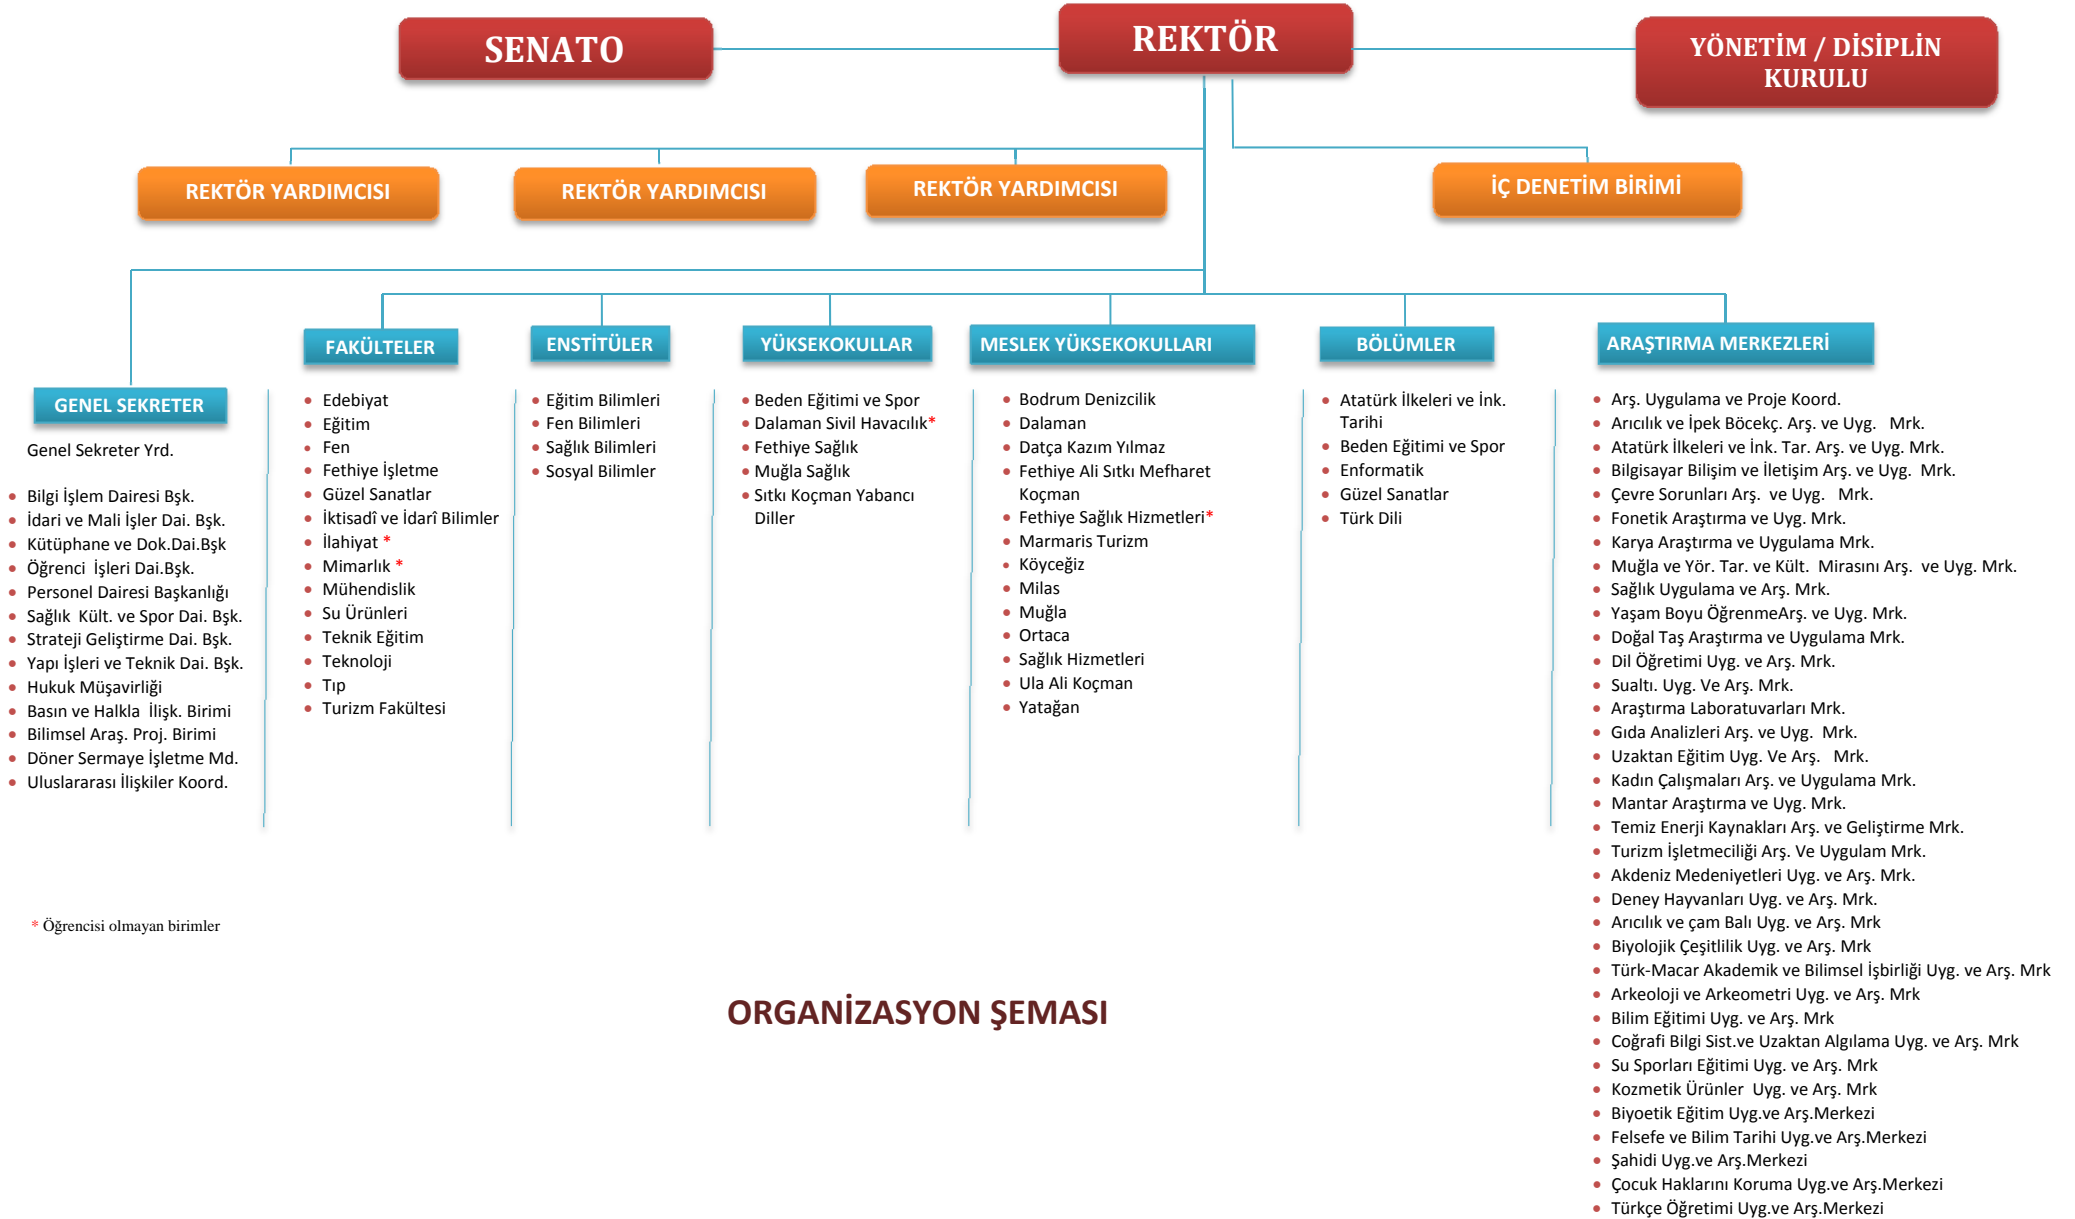 SENATO
REKTÖR
YÖNETİM / DİSİPLİN
KURULU
REKTÖR YARDIMCISI
REKTÖR YARDIMCISI
REKTÖR YARDIMCISI
İÇ DENETİM BİRİMİ
GENEL SEKRETER
Genel Sekreter Yrd.
• Bilgi İşlem Dairesi Bşk.
• İdari ve Mali İşler Dai. Bşk.
• Kütüphane ve Dok.Dai.Bşk
• Öğrenci İşleri Dai.Bşk.
• Personel Dairesi Başkanlığı
• Sağlık Kült. ve Spor Dai. Bşk.
• Strateji Geliştirme Dai. Bşk.
• Yapı İşleri ve Teknik Dai. Bşk.
• Hukuk Müşavirliği
• Basın ve Halkla İlişk. Birimi
• Bilimsel Araş. Proj. Birimi
• Döner Sermaye İşletme Md.
• Uluslararası İlişkiler Koord.
FAKÜLTELER
• Edebiyat
• Eğitim
• Fen
• Fethiye İşletme
• Güzel Sanatlar
• İktisadî ve İdarî Bilimler
• İlahiyat *
• Mimarlık *
• Mühendislik
• Su Ürünleri
• Teknik Eğitim
• Teknoloji
• Tıp
• Turizm Fakültesi
ENSTİTÜLER
• Eğitim Bilimleri
• Fen Bilimleri
• Sağlık Bilimleri
• Sosyal Bilimler
YÜKSEKOKULLAR
• Beden Eğitimi ve Spor
• Dalaman Sivil Havacılık*
• Fethiye Sağlık
• Muğla Sağlık
• Sıtkı Koçman Yabancı
Diller
MESLEK YÜKSEKOKULLARI
• Bodrum Denizcilik
• Dalaman
• Datça Kazım Yılmaz
• Fethiye Ali Sıtkı Mefharet
Koçman
• Fethiye Sağlık Hizmetleri*
• Marmaris Turizm
• Köyceğiz
• Milas
• Muğla
• Ortaca
• Sağlık Hizmetleri
• Ula Ali Koçman
• Yatağan
BÖLÜMLER
• Atatürk İlkeleri ve İnk.
Tarihi
• Beden Eğitimi ve Spor
• Enformatik
• Güzel Sanatlar
• Türk Dili
ARAŞTIRMA MERKEZLERİ
• Arş. Uygulama ve Proje Koord.
• Arıcılık ve İpek Böcekç. Arş. ve Uyg. Mrk.
• Atatürk İlkeleri ve İnk. Tar. Arş. ve Uyg. Mrk.
• Bilgisayar Bilişim ve İletişim Arş. ve Uyg. Mrk.
• Çevre Sorunları Arş. ve Uyg. Mrk.
• Fonetik Araştırma ve Uyg. Mrk.
• Karya Araştırma ve Uygulama Mrk.
• Muğla ve Yör. Tar. ve Kült. Mirasını Arş. ve Uyg. Mrk.
• Sağlık Uygulama ve Arş. Mrk.
• Yaşam Boyu ÖğrenmeArş. ve Uyg. Mrk.
• Doğal Taş Araştırma ve Uygulama Mrk.
• Dil Öğretimi Uyg. ve Arş. Mrk.
• Sualtı. Uyg. Ve Arş. Mrk.
• Araştırma Laboratuvarları Mrk.
• Gıda Analizleri Arş. ve Uyg. Mrk.
• Uzaktan Eğitim Uyg. Ve Arş. Mrk.
• Kadın Çalışmaları Arş. ve Uygulama Mrk.
• Mantar Araştırma ve Uyg. Mrk.
• Temiz Enerji Kaynakları Arş. ve Geliştirme Mrk.
• Turizm İşletmeciliği Arş. Ve Uygulam Mrk.
• Akdeniz Medeniyetleri Uyg. ve Arş. Mrk.
• Deney Hayvanları Uyg. ve Arş. Mrk.
• Arıcılık ve çam Balı Uyg. ve Arş. Mrk
• Biyolojik Çeşitlilik Uyg. ve Arş. Mrk
• Türk-Macar Akademik ve Bilimsel İşbirliği Uyg. ve Arş. Mrk
• Arkeoloji ve Arkeometri Uyg. ve Arş. Mrk
• Bilim Eğitimi Uyg. ve Arş. Mrk
• Coğrafi Bilgi Sist.ve Uzaktan Algılama Uyg. ve Arş. Mrk
• Su Sporları Eğitimi Uyg. ve Arş. Mrk
• Kozmetik Ürünler Uyg. ve Arş. Mrk
• Biyoetik Eğitim Uyg.ve Arş.Merkezi
• Felsefe ve Bilim Tarihi Uyg.ve Arş.Merkezi
• Şahidi Uyg.ve Arş.Merkezi
• Çocuk Haklarını Koruma Uyg.ve Arş.Merkezi
• Türkçe Öğretimi Uyg.ve Arş.Merkezi
* Öğrencisi olmayan birimler
ORGANİZASYON ŞEMASI